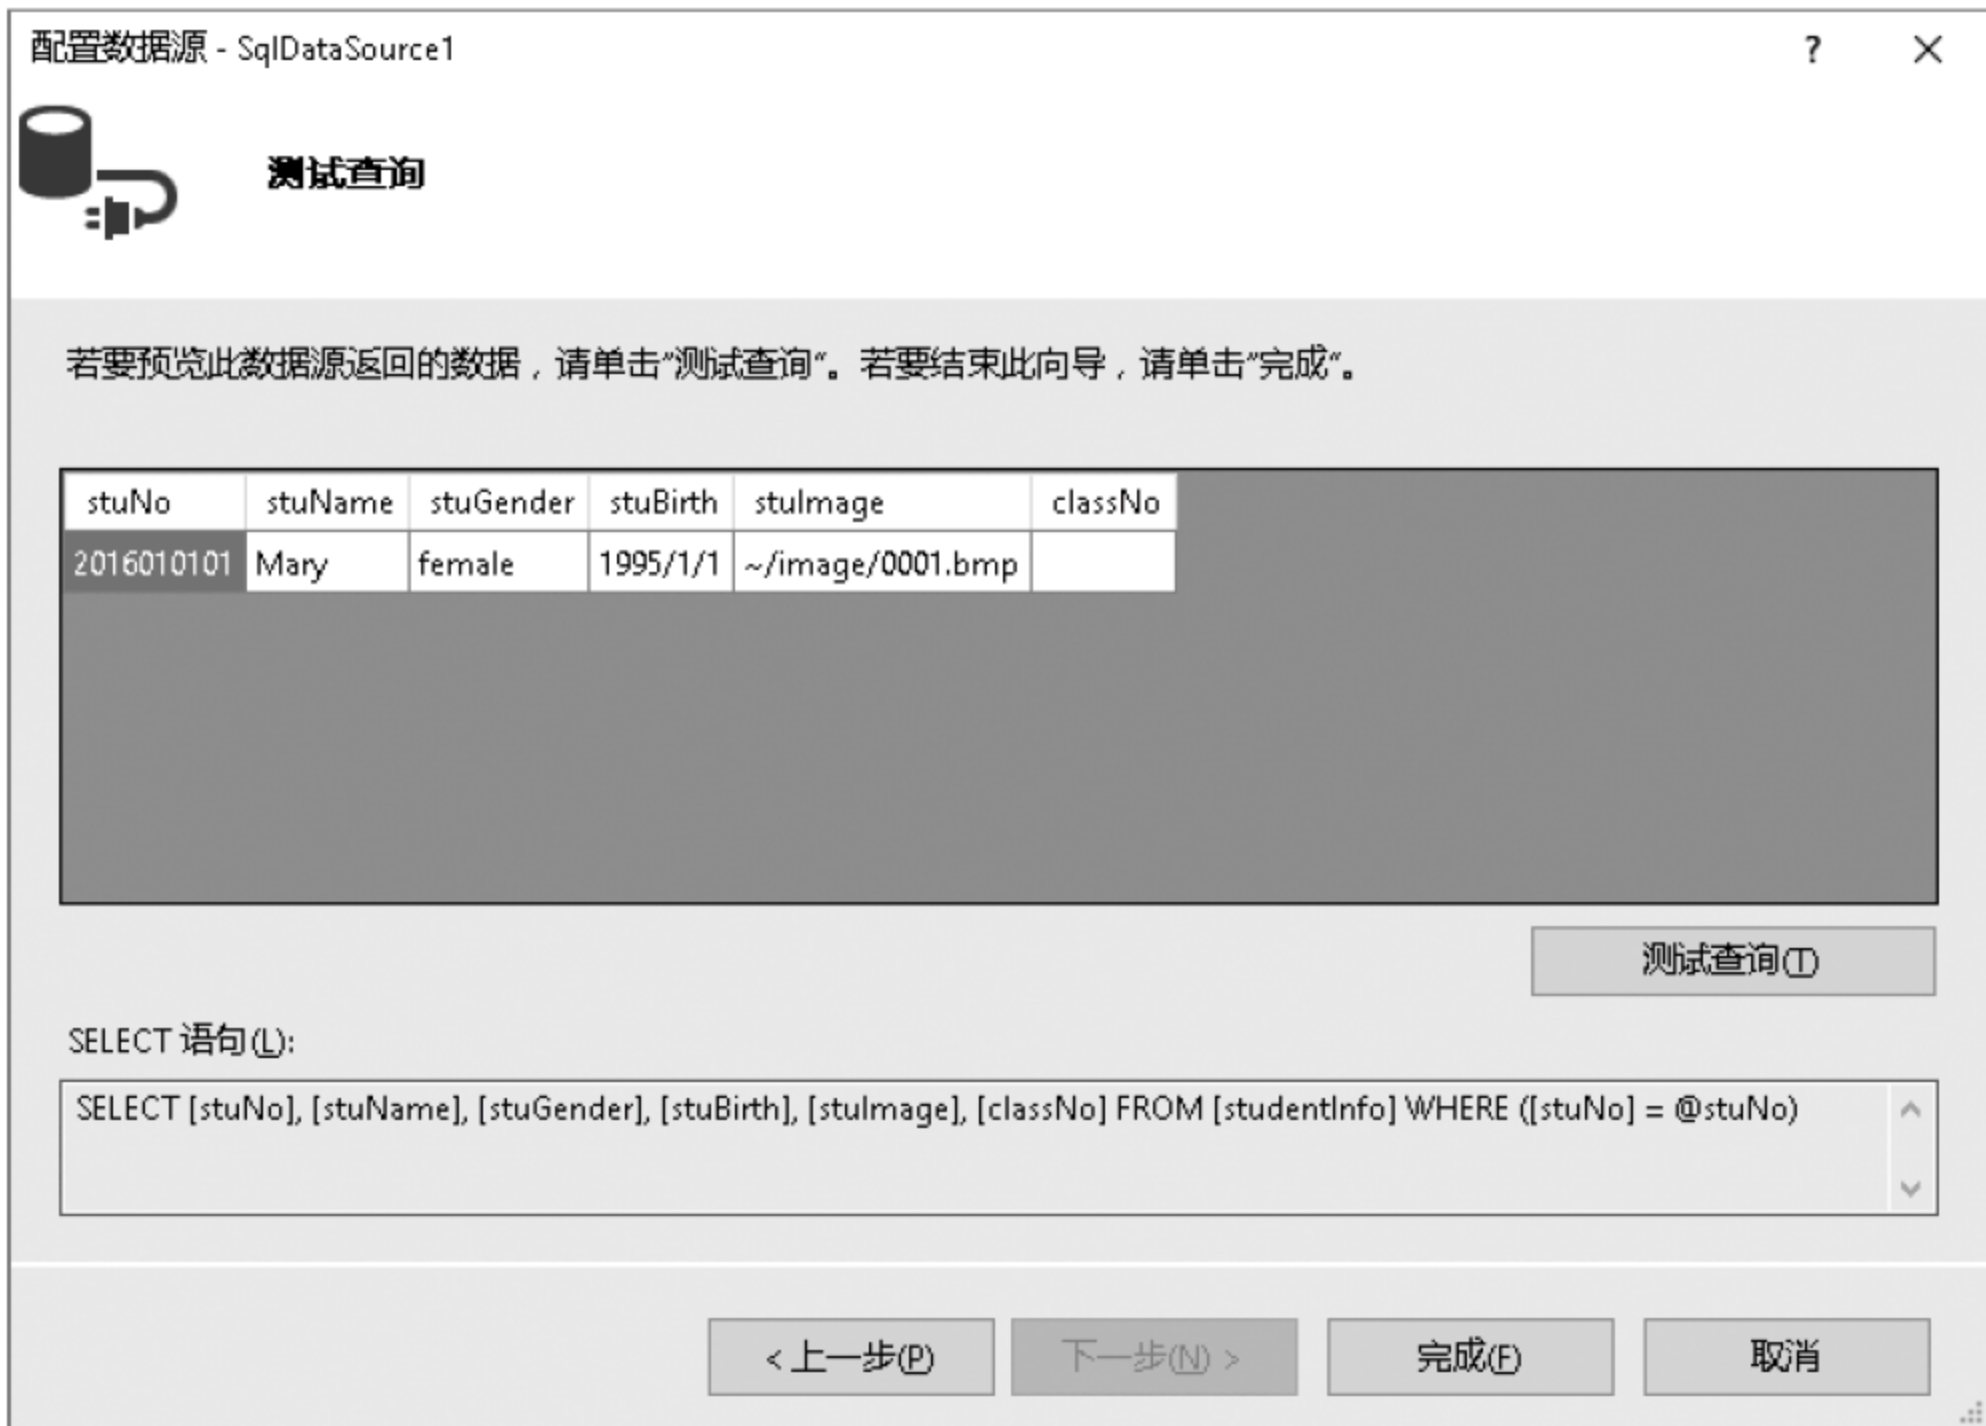 配置数据源 - SqlDataSource1
?
测试查询
若要预览此数据源返回的数据，请单击"测试查询"。若要结束此向导，请单击"完成"。
stuNo stuName stuGender stuBirth stuImage classNo
2016010101 Mary female 1995/1/1 ~/image/0001.bmp
测试查询(T)
SELECT 语句(L):
SELECT [stuNo], [stuName], [stuGender], [stuBirth], [stuImage], [classNo] FROM [studentInfo] WHERE ([stuNo] = @stuNo)
< 上一步(P) 下一步(N) > 完成(F) 取消